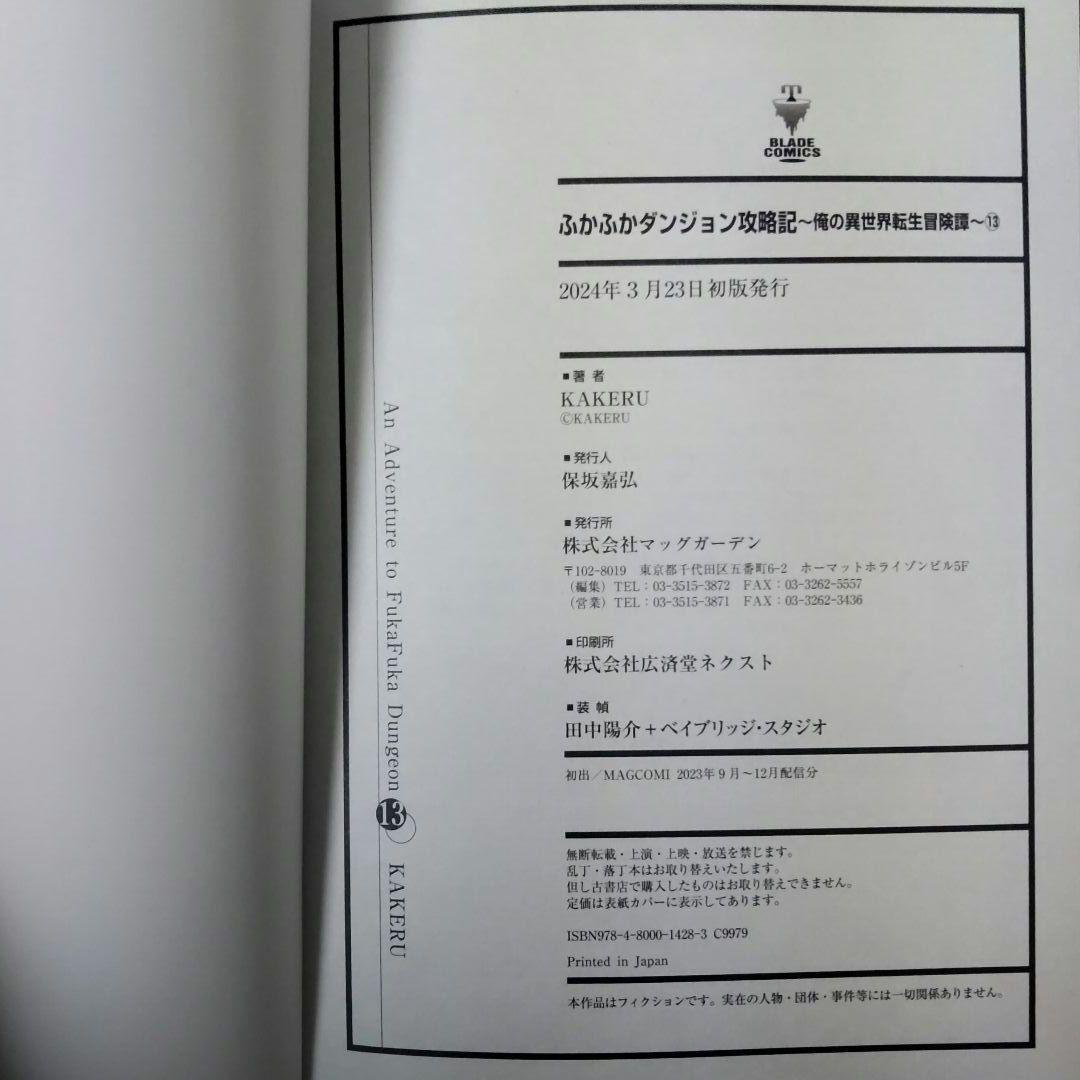 BLADE
COMICS
ふかふかダンジョン攻略記～俺の異世界転生冒険譚～⑬
2024年3月23日初版発行
■著 者
KAKERU
©KAKERU
■発行人
保坂嘉弘
■発行所
株式会社マッグガーデン
〒102-8019 東京都千代田区五番町6-2 ホーマットホライゾンビル5F
（編集）TEL：03-3515-3872 FAX：03-3262-5557
（営業）TEL：03-3515-3871 FAX：03-3262-3436
■印刷所
株式会社広済堂ネクスト
■装 幀
田中陽介＋ベイブリッジ・スタジオ
初出／MAGCOMI 2023年9月～12月配信分
無断転載・上演・上映・放送を禁じます。
乱丁・落丁本はお取り替えいたします。
但し古書店で購入したものはお取り替えできません。
定価は表紙カバーに表示してあります。
ISBN978-4-8000-1428-3 C9979
Printed in Japan
本作品はフィクションです。実在の人物・団体・事件等には一切関係ありません。
An Adventure to FukaFuka Dungeon 13 KAKERU